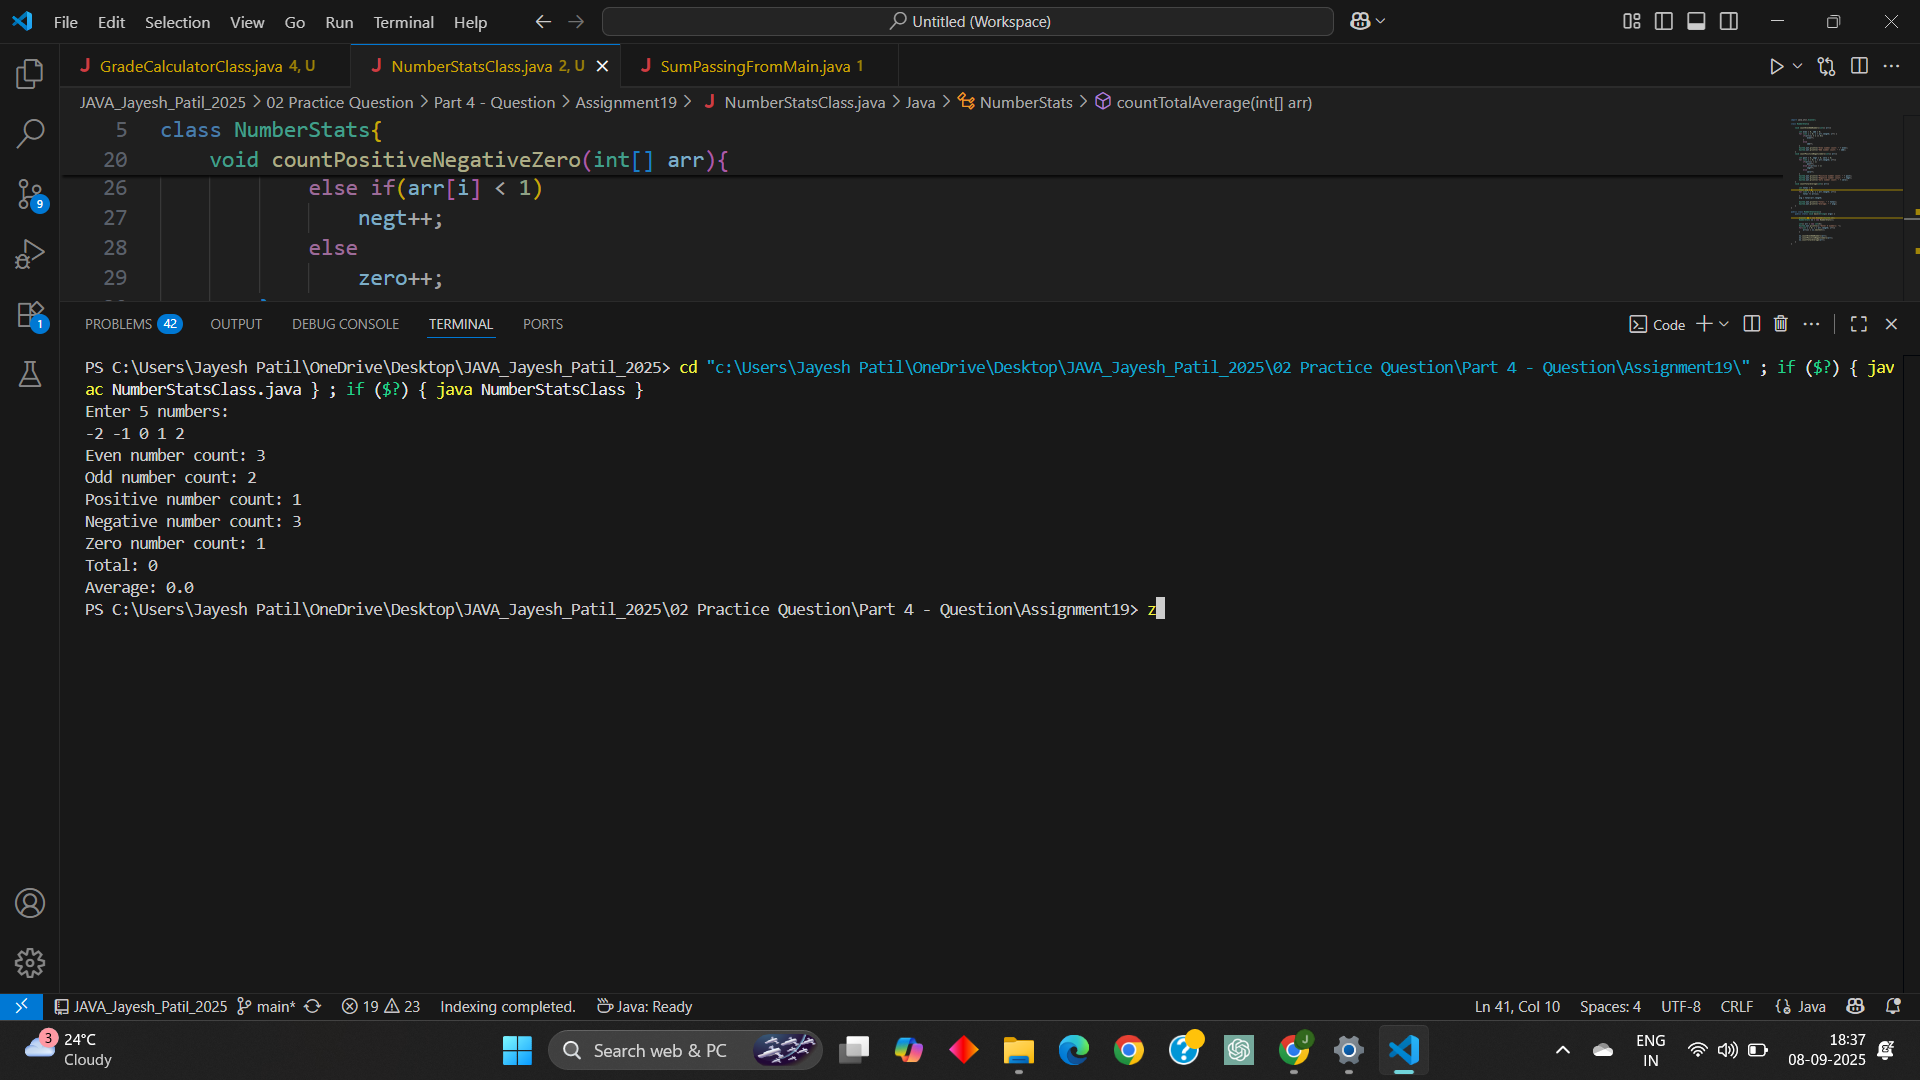 File Edit Selection View Go Run Terminal Help
Untitled (Workspace)
GradeCalculatorClass.java 4, U
NumberStatsClass.java 2, U
SumPassingFromMain.java 1
JAVA_Jayesh_Patil_2025 > 02 Practice Question > Part 4 - Question > Assignment19 > NumberStatsClass.java > Java > NumberStats > countTotalAverage(int[] arr)
5 class NumberStats{
20 void countPositiveNegativeZero(int[] arr){
26 else if(arr[i] < 1)
27 negt++;
28 else
29 zero++;
PROBLEMS 42 OUTPUT DEBUG CONSOLE TERMINAL PORTS
Code
PS C:\Users\Jayesh Patil\OneDrive\Desktop\JAVA_Jayesh_Patil_2025> cd "c:\Users\Jayesh Patil\OneDrive\Desktop\JAVA_Jayesh_Patil_2025\02 Practice Question\Part 4 - Question\Assignment19\" ; if ($?) { jav
ac NumberStatsClass.java } ; if ($?) { java NumberStatsClass }
Enter 5 numbers:
-2 -1 0 1 2
Even number count: 3
Odd number count: 2
Positive number count: 1
Negative number count: 3
Zero number count: 1
Total: 0
Average: 0.0
PS C:\Users\Jayesh Patil\OneDrive\Desktop\JAVA_Jayesh_Patil_2025\02 Practice Question\Part 4 - Question\Assignment19> z
9
1
JAVA_Jayesh_Patil_2025 main* 19 23 Indexing completed. Java: Ready
Ln 41, Col 10 Spaces: 4 UTF-8 CRLF {} Java
3
24°C
Cloudy
Search web & PC
J
ENG
IN
18:37
08-09-2025